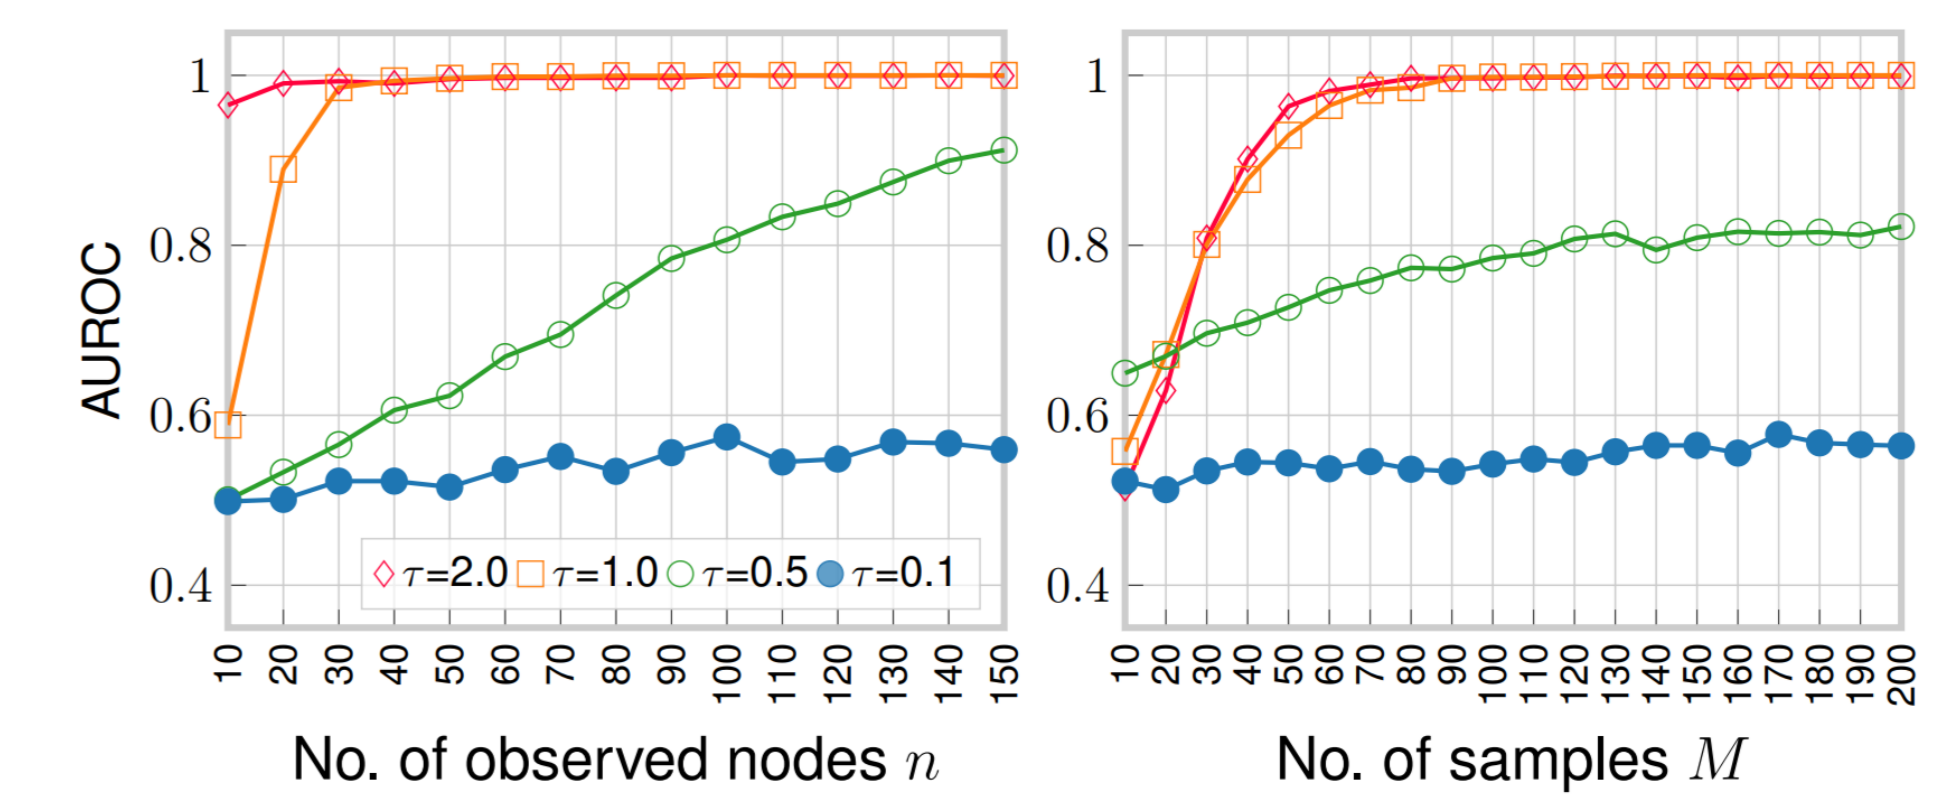 AUROC
1
0.8
0.6
0.4
τ=2.0 τ=1.0 τ=0.5 τ=0.1
10 20 30 40 50 60 70 80 90 100 110 120 130 140 150
No. of observed nodes n
1
0.8
0.6
0.4
10 20 30 40 50 60 70 80 90 100 110 120 130 140 150 160 170 180 190 200
No. of samples M